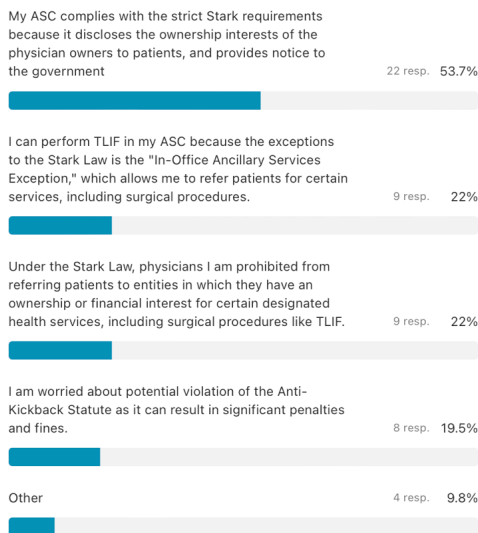 My ASC complies with the strict Stark requirements
because it discloses the ownership interests of the
physician owners to patients, and provides notice to
the government
22 resp. 53.7%
I can perform TLIF in my ASC because the exceptions
to the Stark Law is the "In-Office Ancillary Services
Exception," which allows me to refer patients for certain
services, including surgical procedures.
9 resp. 22%
Under the Stark Law, physicians I am prohibited from
referring patients to entities in which they have an
ownership or financial interest for certain designated
health services, including surgical procedures like TLIF.
9 resp. 22%
I am worried about potential violation of the Anti-
Kickback Statute as it can result in significant penalties
and fines.
8 resp. 19.5%
Other
4 resp. 9.8%